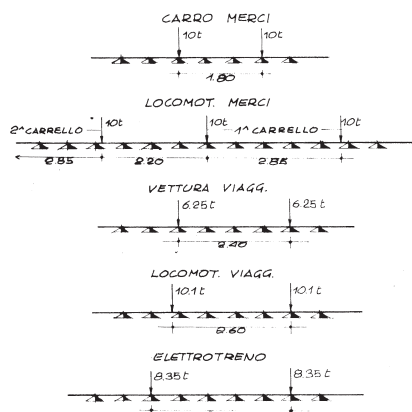 CARRO MERCI
10t 10t
1.80
LOCOMOT. MERCI
2^CARRELLO 10t 10t 1^CARRELLO 10t
2.85 2.20 2.85
VETTURA VIAGG.
6.25t 6.25t
2.40
LOCOMOT. VIAGG.
10.1t 10.1t
2.60
ELETTROTRENO
8.35t 8.35t